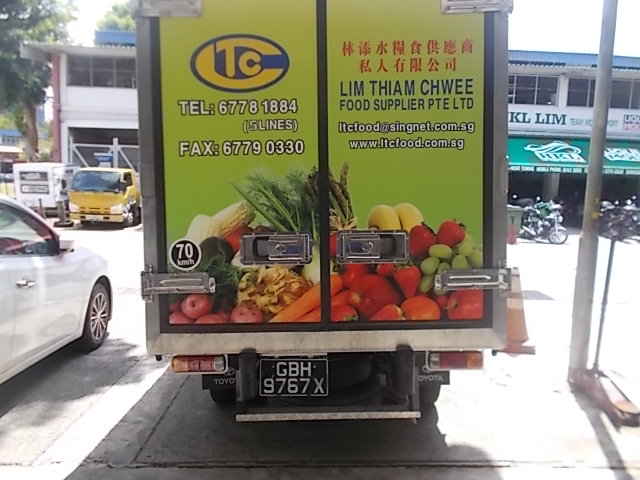 LTC
TEL: 6778 1884
(5 LINES)
FAX: 6779 0330
林添水糧食供應商
私人有限公司
LIM THIAM CHWEE
FOOD SUPPLIER PTE LTD
ltcfood@singnet.com.sg
www.ltcfood.com.sg
70
km/h
TOYOTA
GBH
9767X
TOYOTA
KL LIM